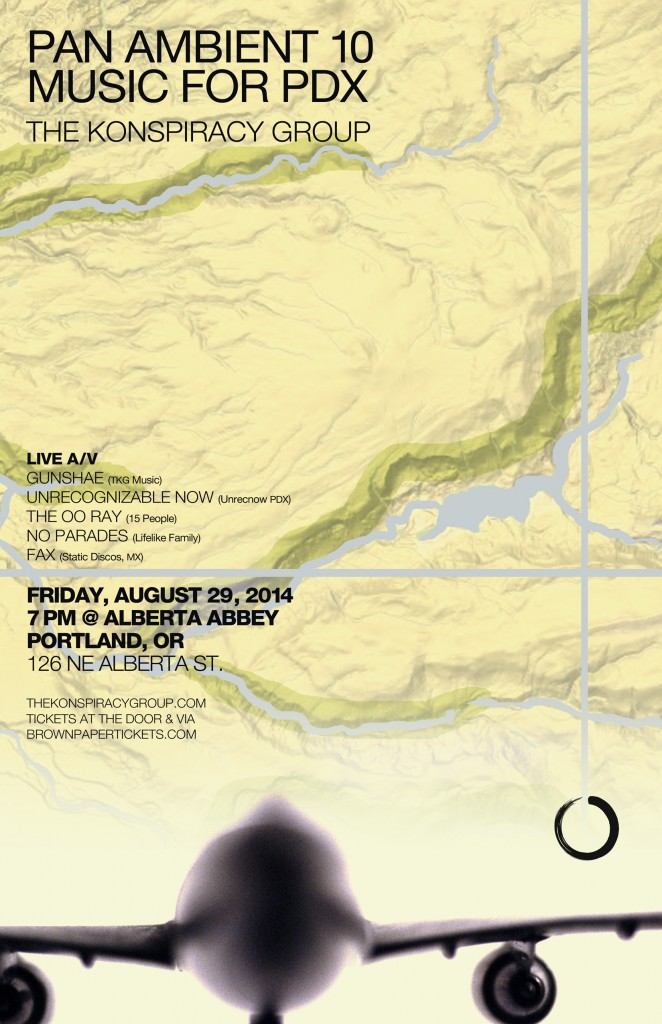 PAN AMBIENT 10
MUSIC FOR PDX
THE KONSPIRACY GROUP
LIVE A/V
GUNSHAE (TKG Music)
UNRECOGNIZABLE NOW (Unrecnow PDX)
THE OO RAY (15 People)
NO PARADES (Lifelike Family)
FAX (Static Discos, MX)
FRIDAY, AUGUST 29, 2014
7 PM @ ALBERTA ABBEY
PORTLAND, OR
126 NE ALBERTA ST.
THEKONSPIRACYGROUP.COM
TICKETS AT THE DOOR & VIA
BROWNPAPERTICKETS.COM